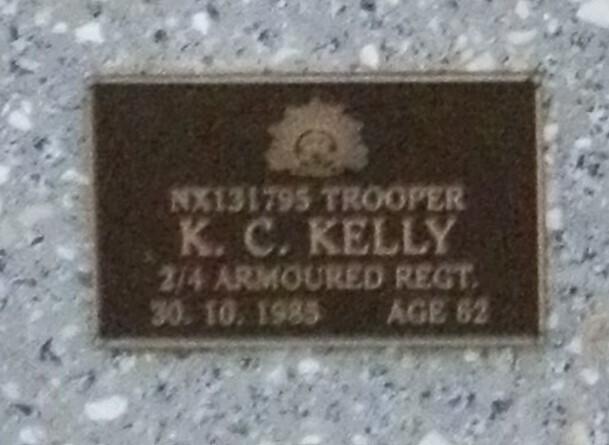 NX131795 TROOPER
K. C. KELLY
2/4 ARMOURED REGT.
30. 10. 1985 AGE 62